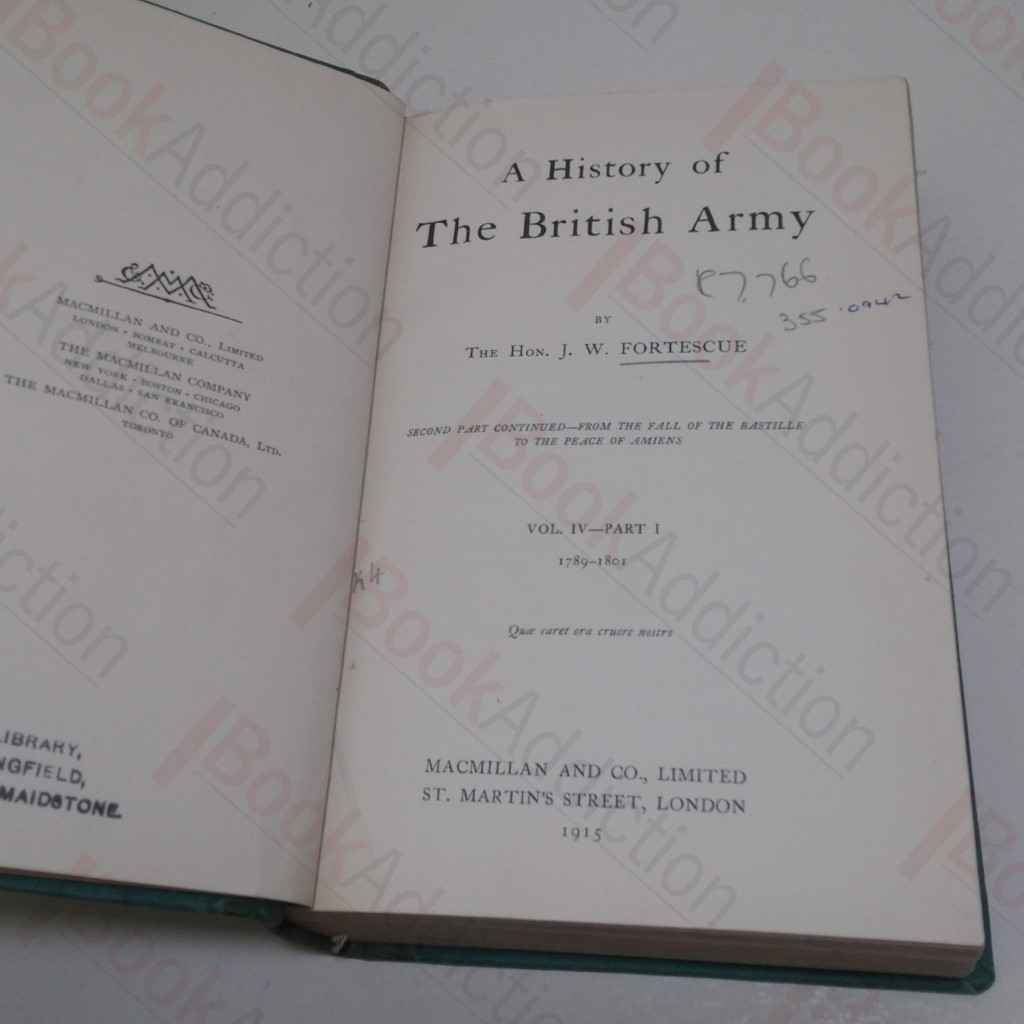 MACMILLAN AND CO., LIMITED
LONDON · BOMBAY · CALCUTTA
MELBOURNE
THE MACMILLAN COMPANY
NEW YORK · BOSTON · CHICAGO
DALLAS · SAN FRANCISCO
THE MACMILLAN CO. OF CANADA, LTD.
TORONTO
LIBRARY,
NGFIELD,
MAIDSTONE
A History of
The British Army
355.0942
BY
THE HON. J. W. FORTESCUE
SECOND PART CONTINUED—FROM THE FALL OF THE BASTILLE
TO THE PEACE OF AMIENS
VOL. IV—PART I
1789–1801
Quæ caret ora cruore nostro
MACMILLAN AND CO., LIMITED
ST. MARTIN'S STREET, LONDON
1915
BookAddiction